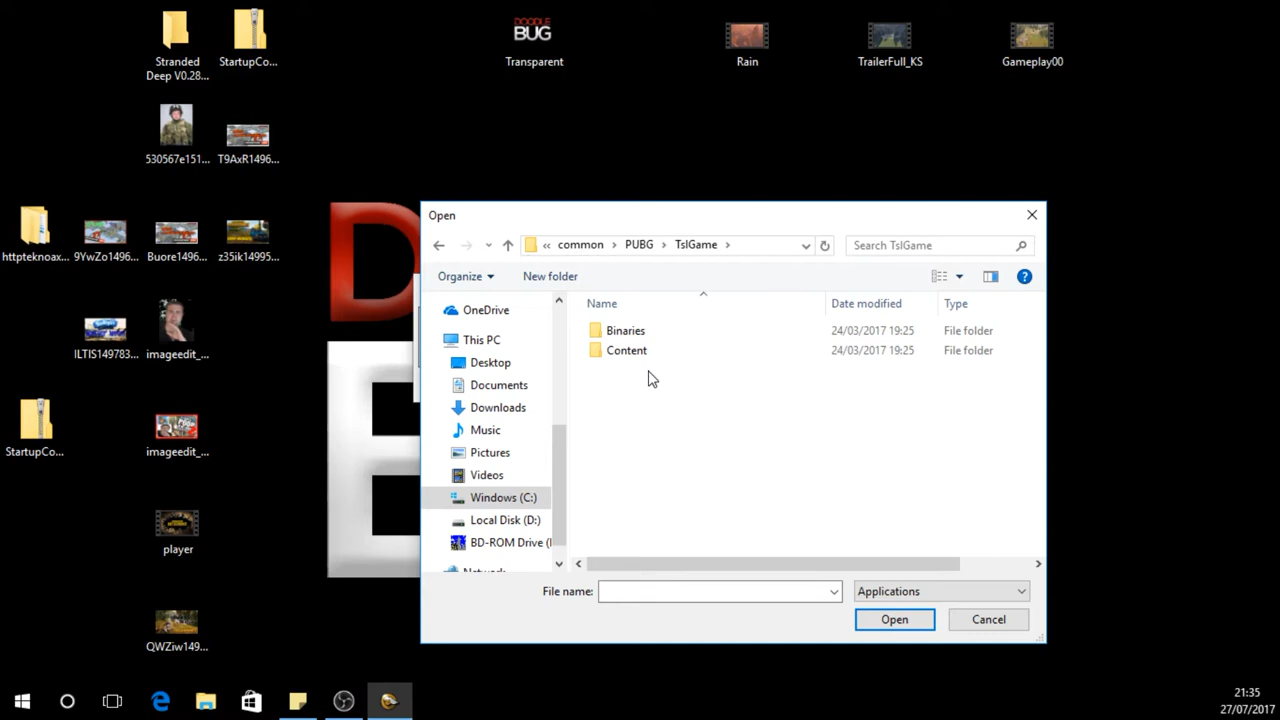 Stranded
Deep V0.28...
StartupCo...
DOODLE
BUG
Transparent
Rain
TrailerFull_KS
Gameplay00
530567e151...
T9AxR1496...
httpteknoax...
9YwZo1496...
Buore1496...
z35ik14995...
ILTIS149783...
imageedit_...
StartupCo...
imageedit_...
player
QWZiw149...
D
E
Open
« common > PUBG > TslGame >
Search TslGame
Organize
New folder
Name
Date modified
Type
OneDrive
This PC
Desktop
Documents
Downloads
Music
Pictures
Videos
Windows (C:)
Local Disk (D:)
BD-ROM Drive (
Network
Binaries
24/03/2017 19:25
File folder
Content
24/03/2017 19:25
File folder
File name:
Applications
Open
Cancel
21:35
27/07/2017